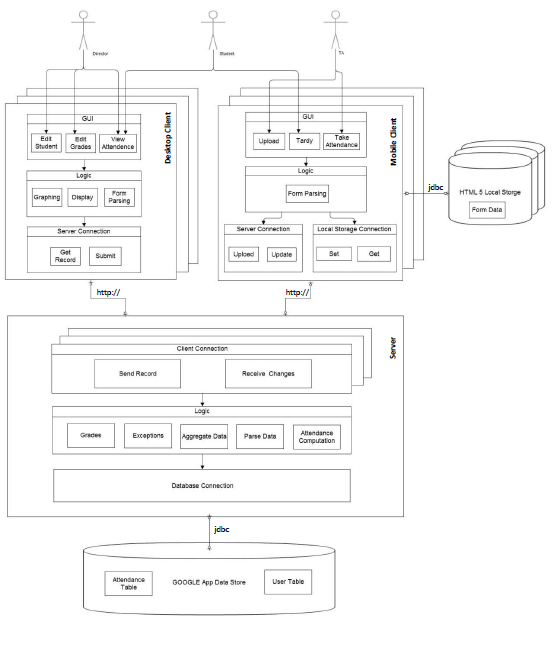 Director
Student
TA
Desktop Client
GUI
Edit
Student
Edit
Grades
View
Attendence
Logic
Graphing
Display
Form
Parsing
Server Connection
Get
Record
Submit
Mobile Client
GUI
Upload
Tardy
Take
Attendance
Logic
Form Parsing
Server Connection
Upload
Update
Local Storage Connection
Set
Get
jdbc
HTML 5 Local Storge
Form Data
http://
http://
Server
Client Connection
Send Record
Receive Changes
Logic
Grades
Exceptions
Aggregate Data
Parse Data
Attendance
Computation
Database Connection
jdbc
Attendance
Table
GOOGLE App Data Store
User Table